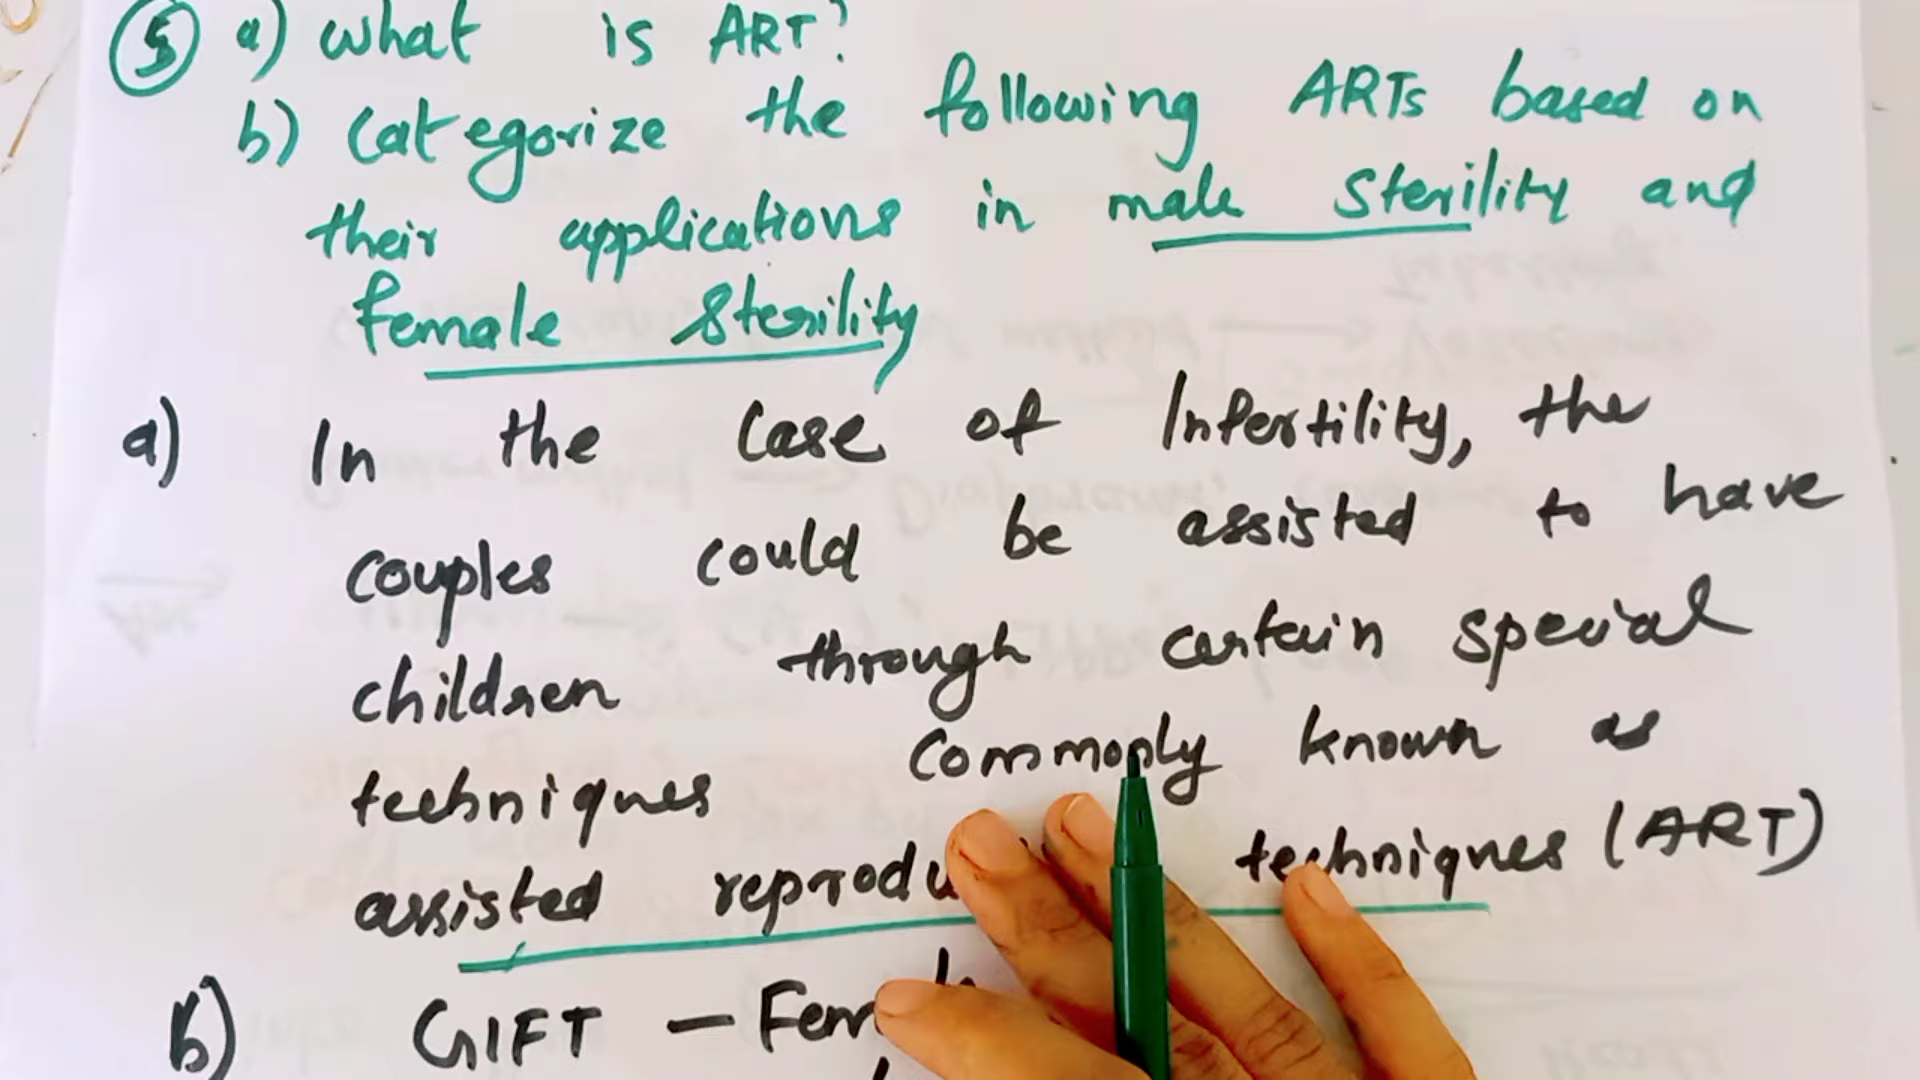 5 a) What is ART?
b) Categorize the following ARTs based on
their applications in male Sterility and
Female Sterility
a) In the case of Infertility, the
couples could be assisted to have
children through certain special
techniques commonly known as
assisted techniques (ART)
b) GIFT -